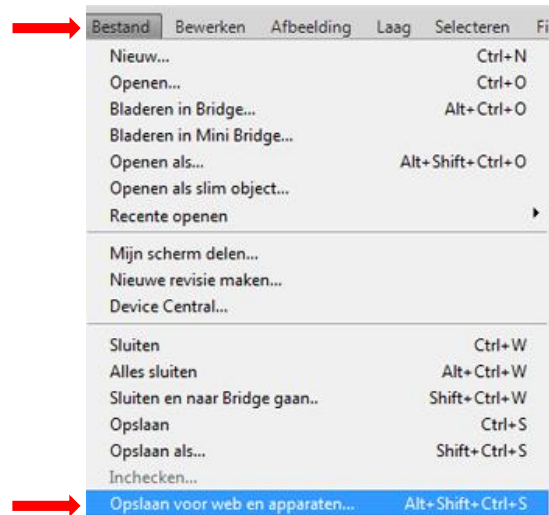 Bestand Bewerken Afbeelding Laag Selecteren Fi
Nieuw... Ctrl+N
Openen... Ctrl+O
Bladeren in Bridge... Alt+Ctrl+O
Bladeren in Mini Bridge...
Openen als... Alt+Shift+Ctrl+O
Openen als slim object...
Recente openen
Mijn scherm delen...
Nieuwe revisie maken...
Device Central...
Sluiten Ctrl+W
Alles sluiten Alt+Ctrl+W
Sluiten en naar Bridge gaan.. Shift+Ctrl+W
Opslaan Ctrl+S
Opslaan als... Shift+Ctrl+S
Inchecken...
Opslaan voor web en apparaten... Alt+Shift+Ctrl+S